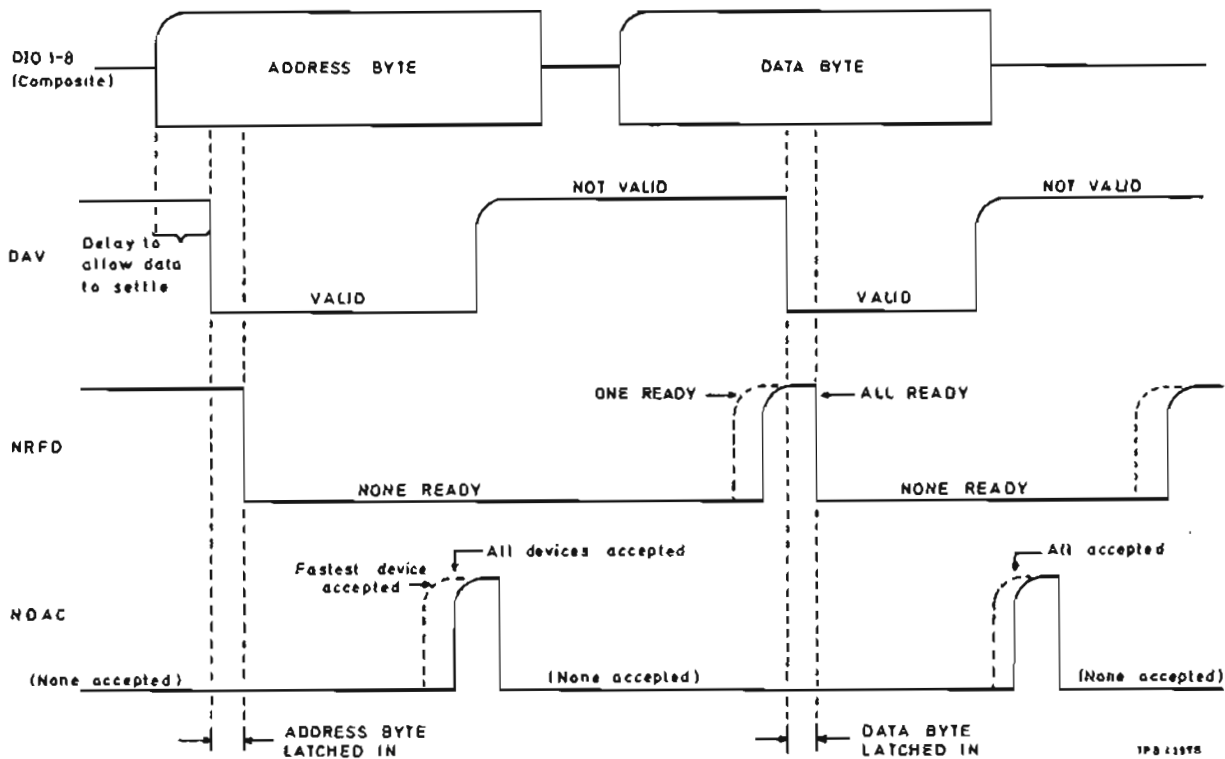 DIO 1-8
(Composite)
ADDRESS BYTE
DATA BYTE
NOT VALID
NOT VALID
DAV
Delay to
allow data
to settle
VALID
VALID
ONE READY
ALL READY
NRFD
NONE READY
NONE READY
All devices accepted
All accepted
Fastest device
accepted
NDAC
(None accepted)
(None accepted)
(None accepted)
ADDRESS BYTE
LATCHED IN
DATA BYTE
LATCHED IN